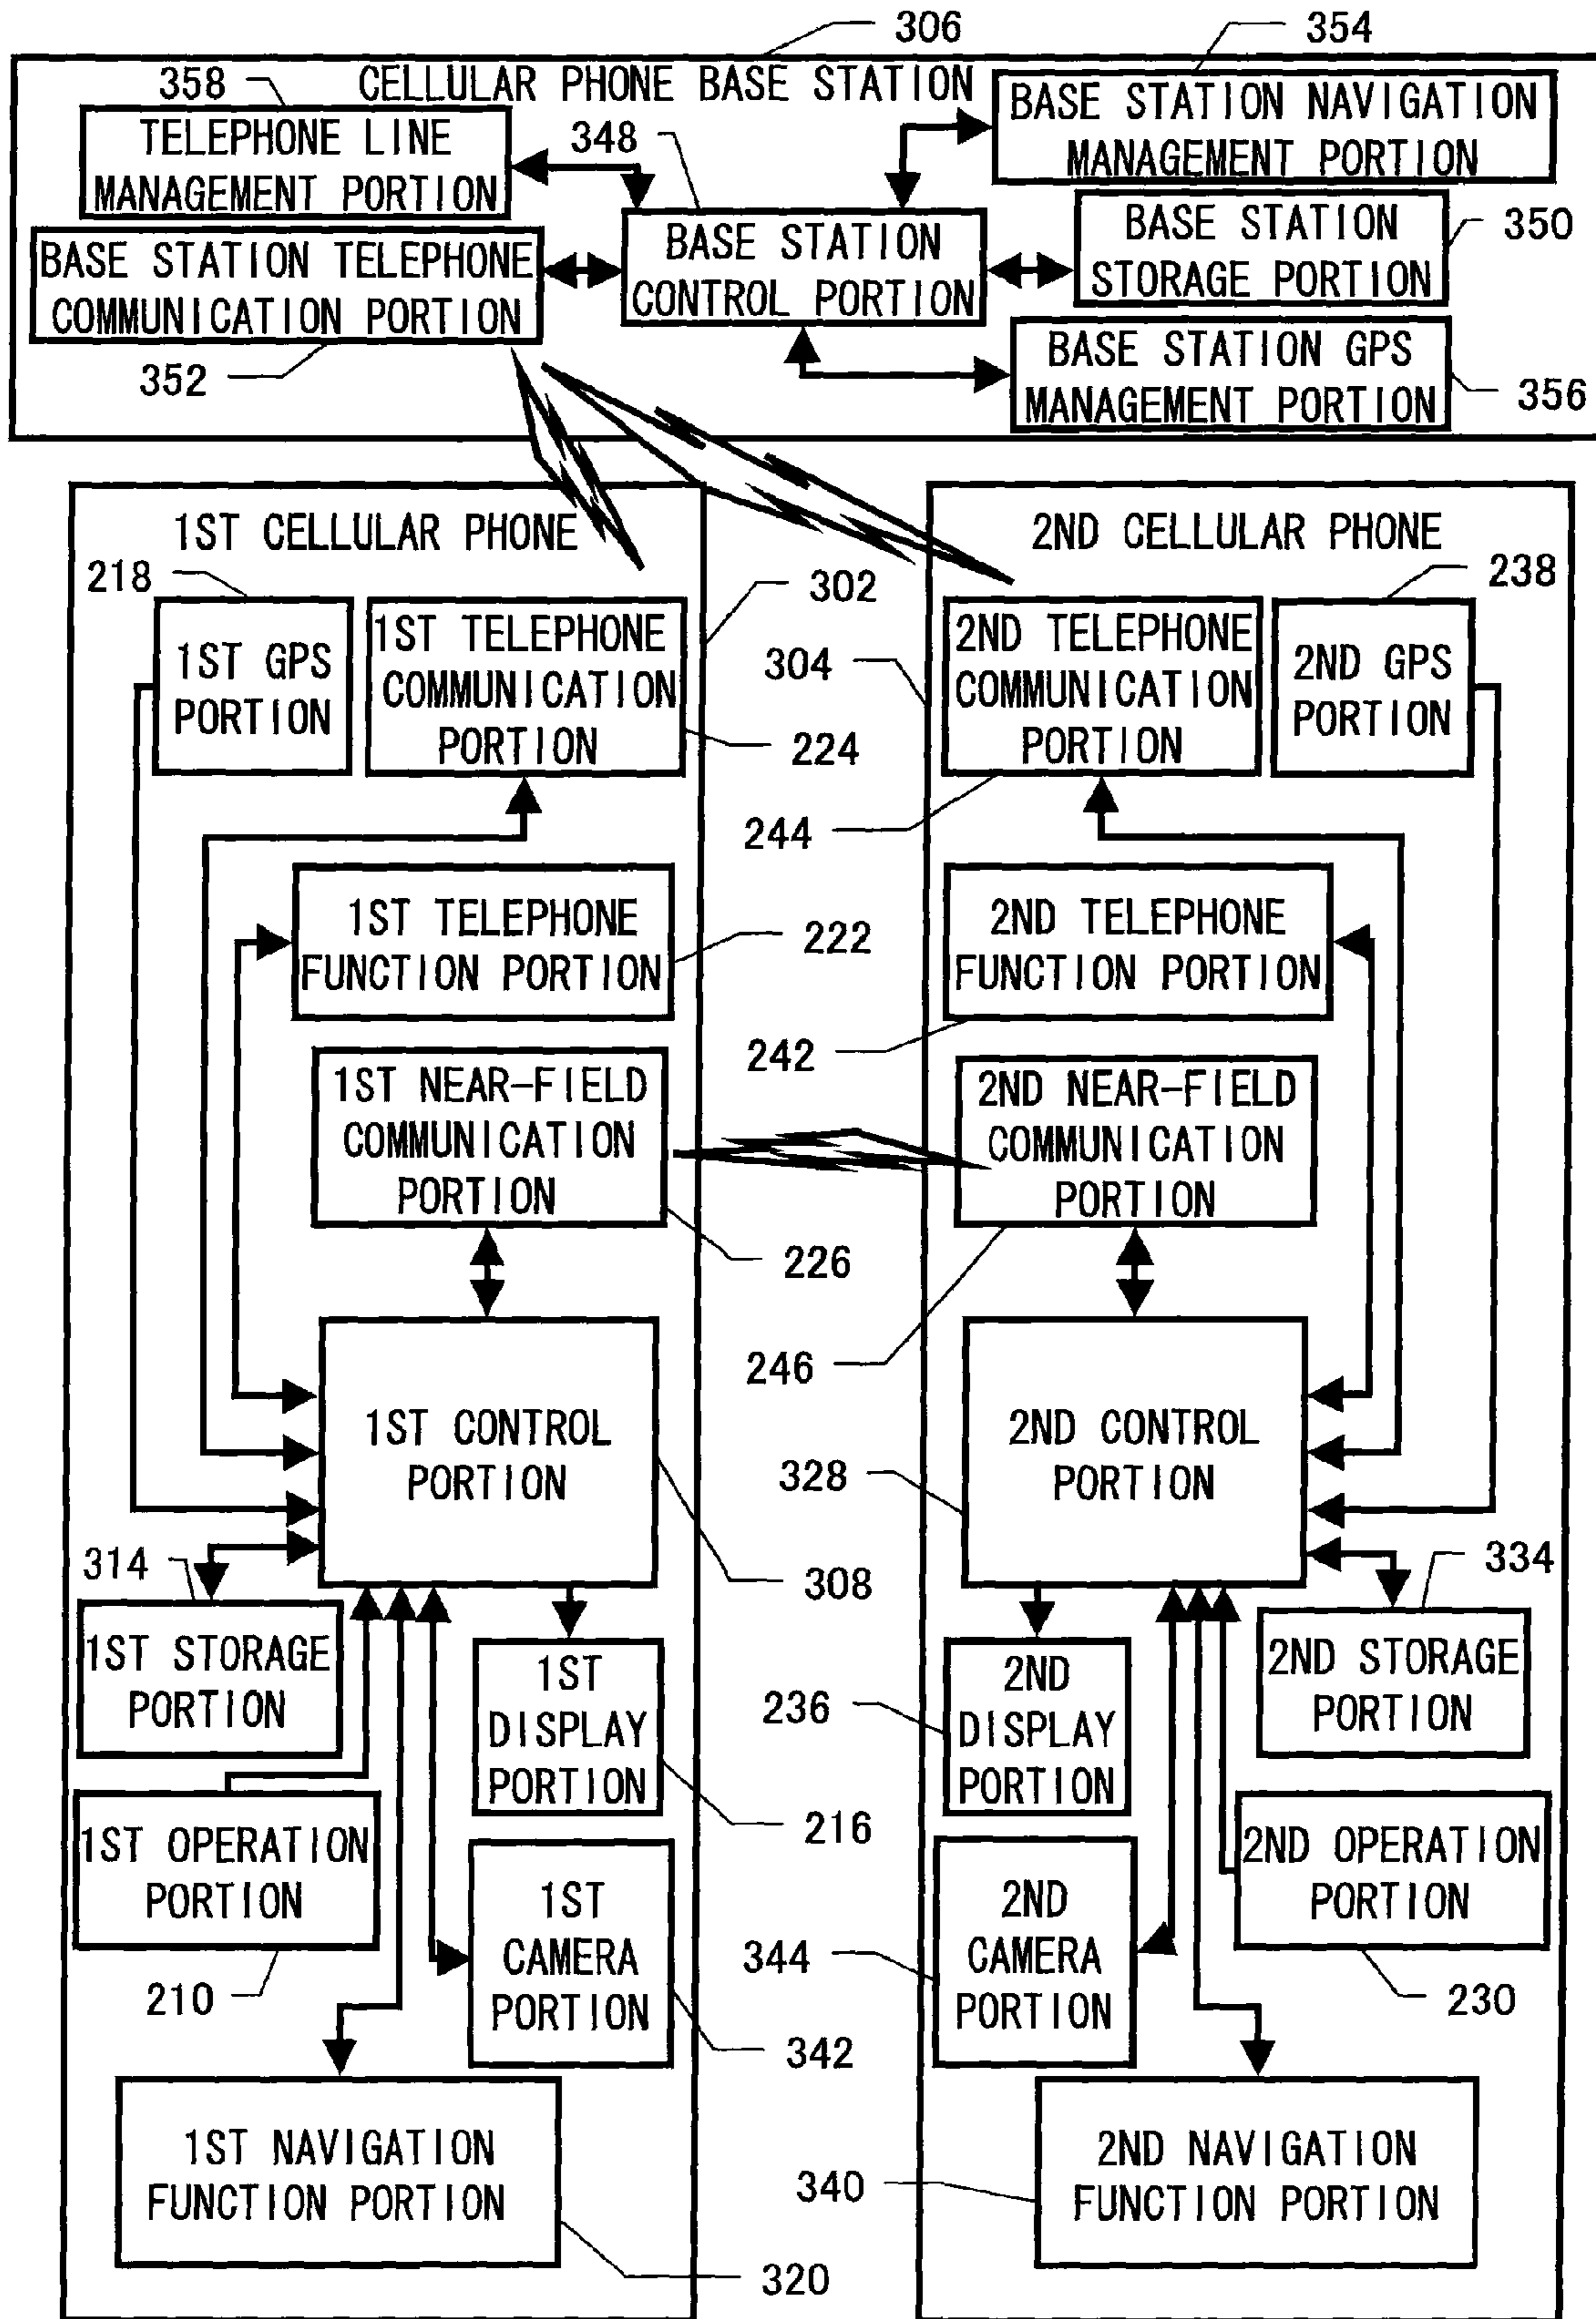 306
354
CELLULAR PHONE BASE STATION
358
TELEPHONE LINE
MANAGEMENT PORTION
348
BASE STATION NAVIGATION
MANAGEMENT PORTION
BASE STATION TELEPHONE
COMMUNICATION PORTION
352
BASE STATION
CONTROL PORTION
BASE STATION
STORAGE PORTION
350
BASE STATION GPS
MANAGEMENT PORTION
356
1ST CELLULAR PHONE
218
302
1ST GPS
PORTION
1ST TELEPHONE
COMMUNICATION
PORTION
224
1ST TELEPHONE
FUNCTION PORTION
222
1ST NEAR-FIELD
COMMUNICATION
PORTION
226
1ST CONTROL
PORTION
308
314
1ST STORAGE
PORTION
1ST
DISPLAY
PORTION
216
1ST OPERATION
PORTION
210
1ST
CAMERA
PORTION
342
1ST NAVIGATION
FUNCTION PORTION
320
2ND CELLULAR PHONE
238
304
2ND TELEPHONE
COMMUNICATION
PORTION
244
2ND GPS
PORTION
2ND TELEPHONE
FUNCTION PORTION
242
2ND NEAR-FIELD
COMMUNICATION
PORTION
246
2ND CONTROL
PORTION
328
334
2ND
DISPLAY
PORTION
236
2ND STORAGE
PORTION
2ND OPERATION
PORTION
230
2ND
CAMERA
PORTION
344
2ND NAVIGATION
FUNCTION PORTION
340